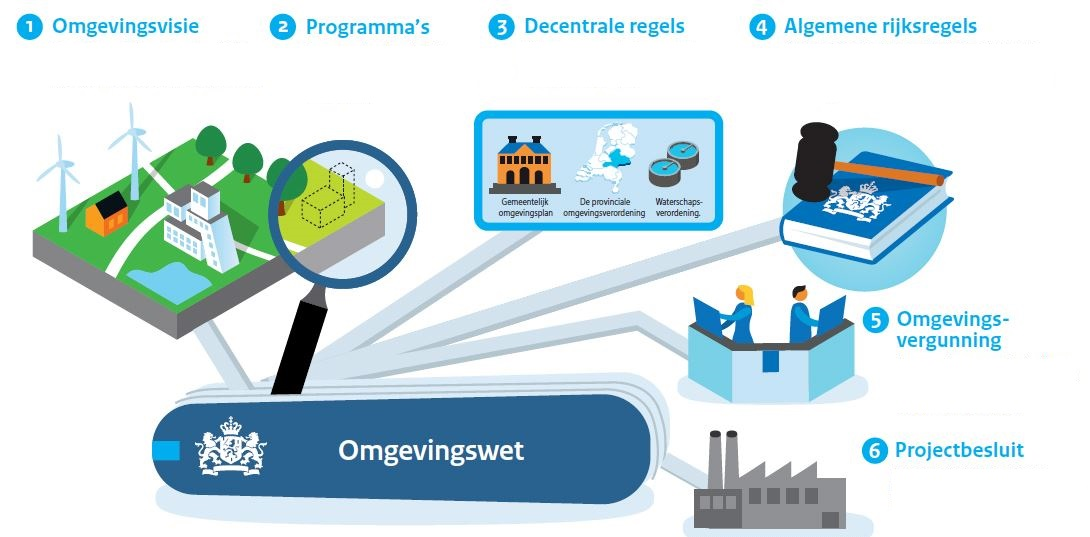 1 Omgevingsvisie
2 Programma's
3 Decentrale regels
4 Algemene rijksregels
Gemeentelijk
omgevingsplan
De provinciale
omgevingsverordening
Waterschaps-
verordening.
5 Omgevings-
vergunning
Omgevingswet
6 Projectbesluit